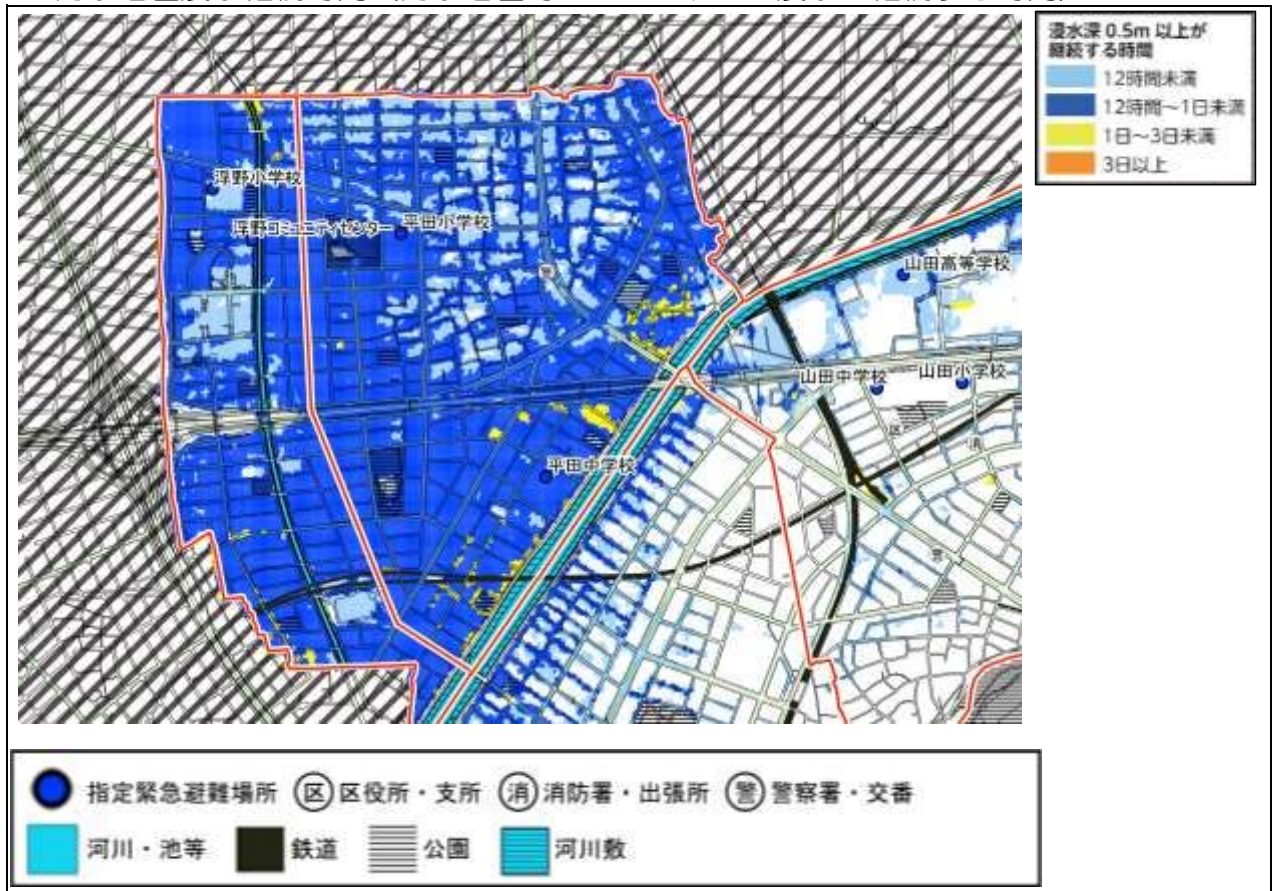 浸水深 0.5m 以上が
継続する時間
12時間未満
12時間～1日未満
1日～3日未満
3日以上
浮野小学校
浮野コミュニティセンター
平田小学校
警
山田高等学校
山田中学校
山田小学校
区
消
平田中学校
警
指定緊急避難場所
区 区役所・支所
消 消防署・出張所
警 警察署・交番
河川・池等
鉄道
公園
河川敷